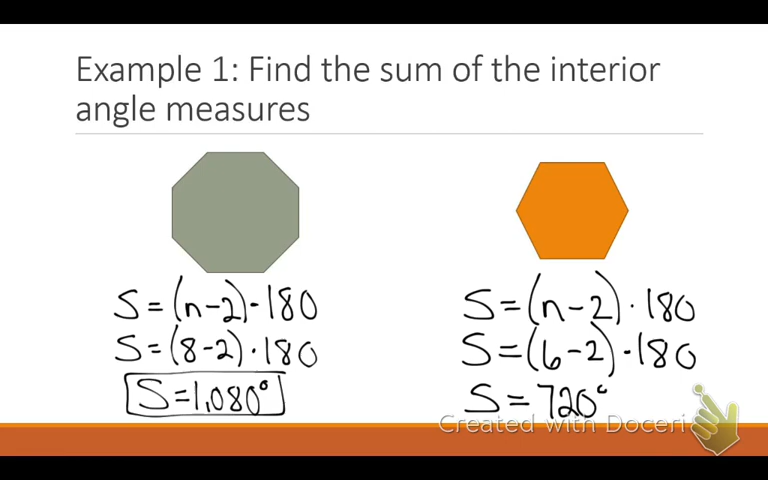 Example 1: Find the sum of the interior
angle measures
S = (n-2) · 180
S = (8-2) · 180
S = 1,080°
S = (n-2) · 180
S = (6-2) · 180
S = 720°
Created with Doceri